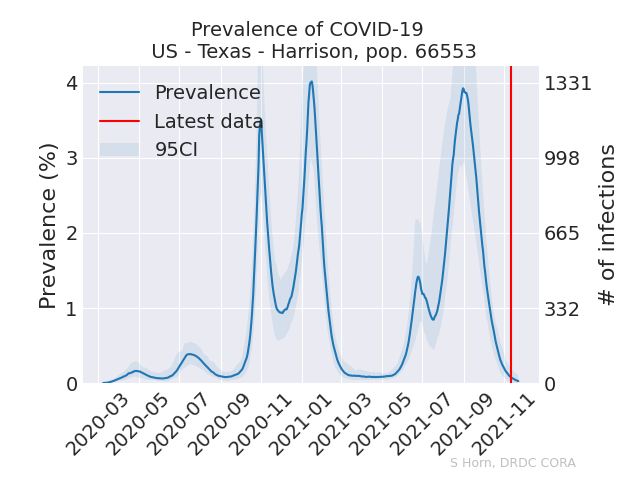 Prevalence of COVID-19
US - Texas - Harrison, pop. 66553
Prevalence
Latest data
95CI
Prevalence (%)
4
3
2
1
0
1331
998
665
332
0
# of infections
2020-03
2020-05
2020-07
2020-09
2020-11
2021-01
2021-03
2021-05
2021-07
2021-09
2021-11
S Horn, DRDC CORA